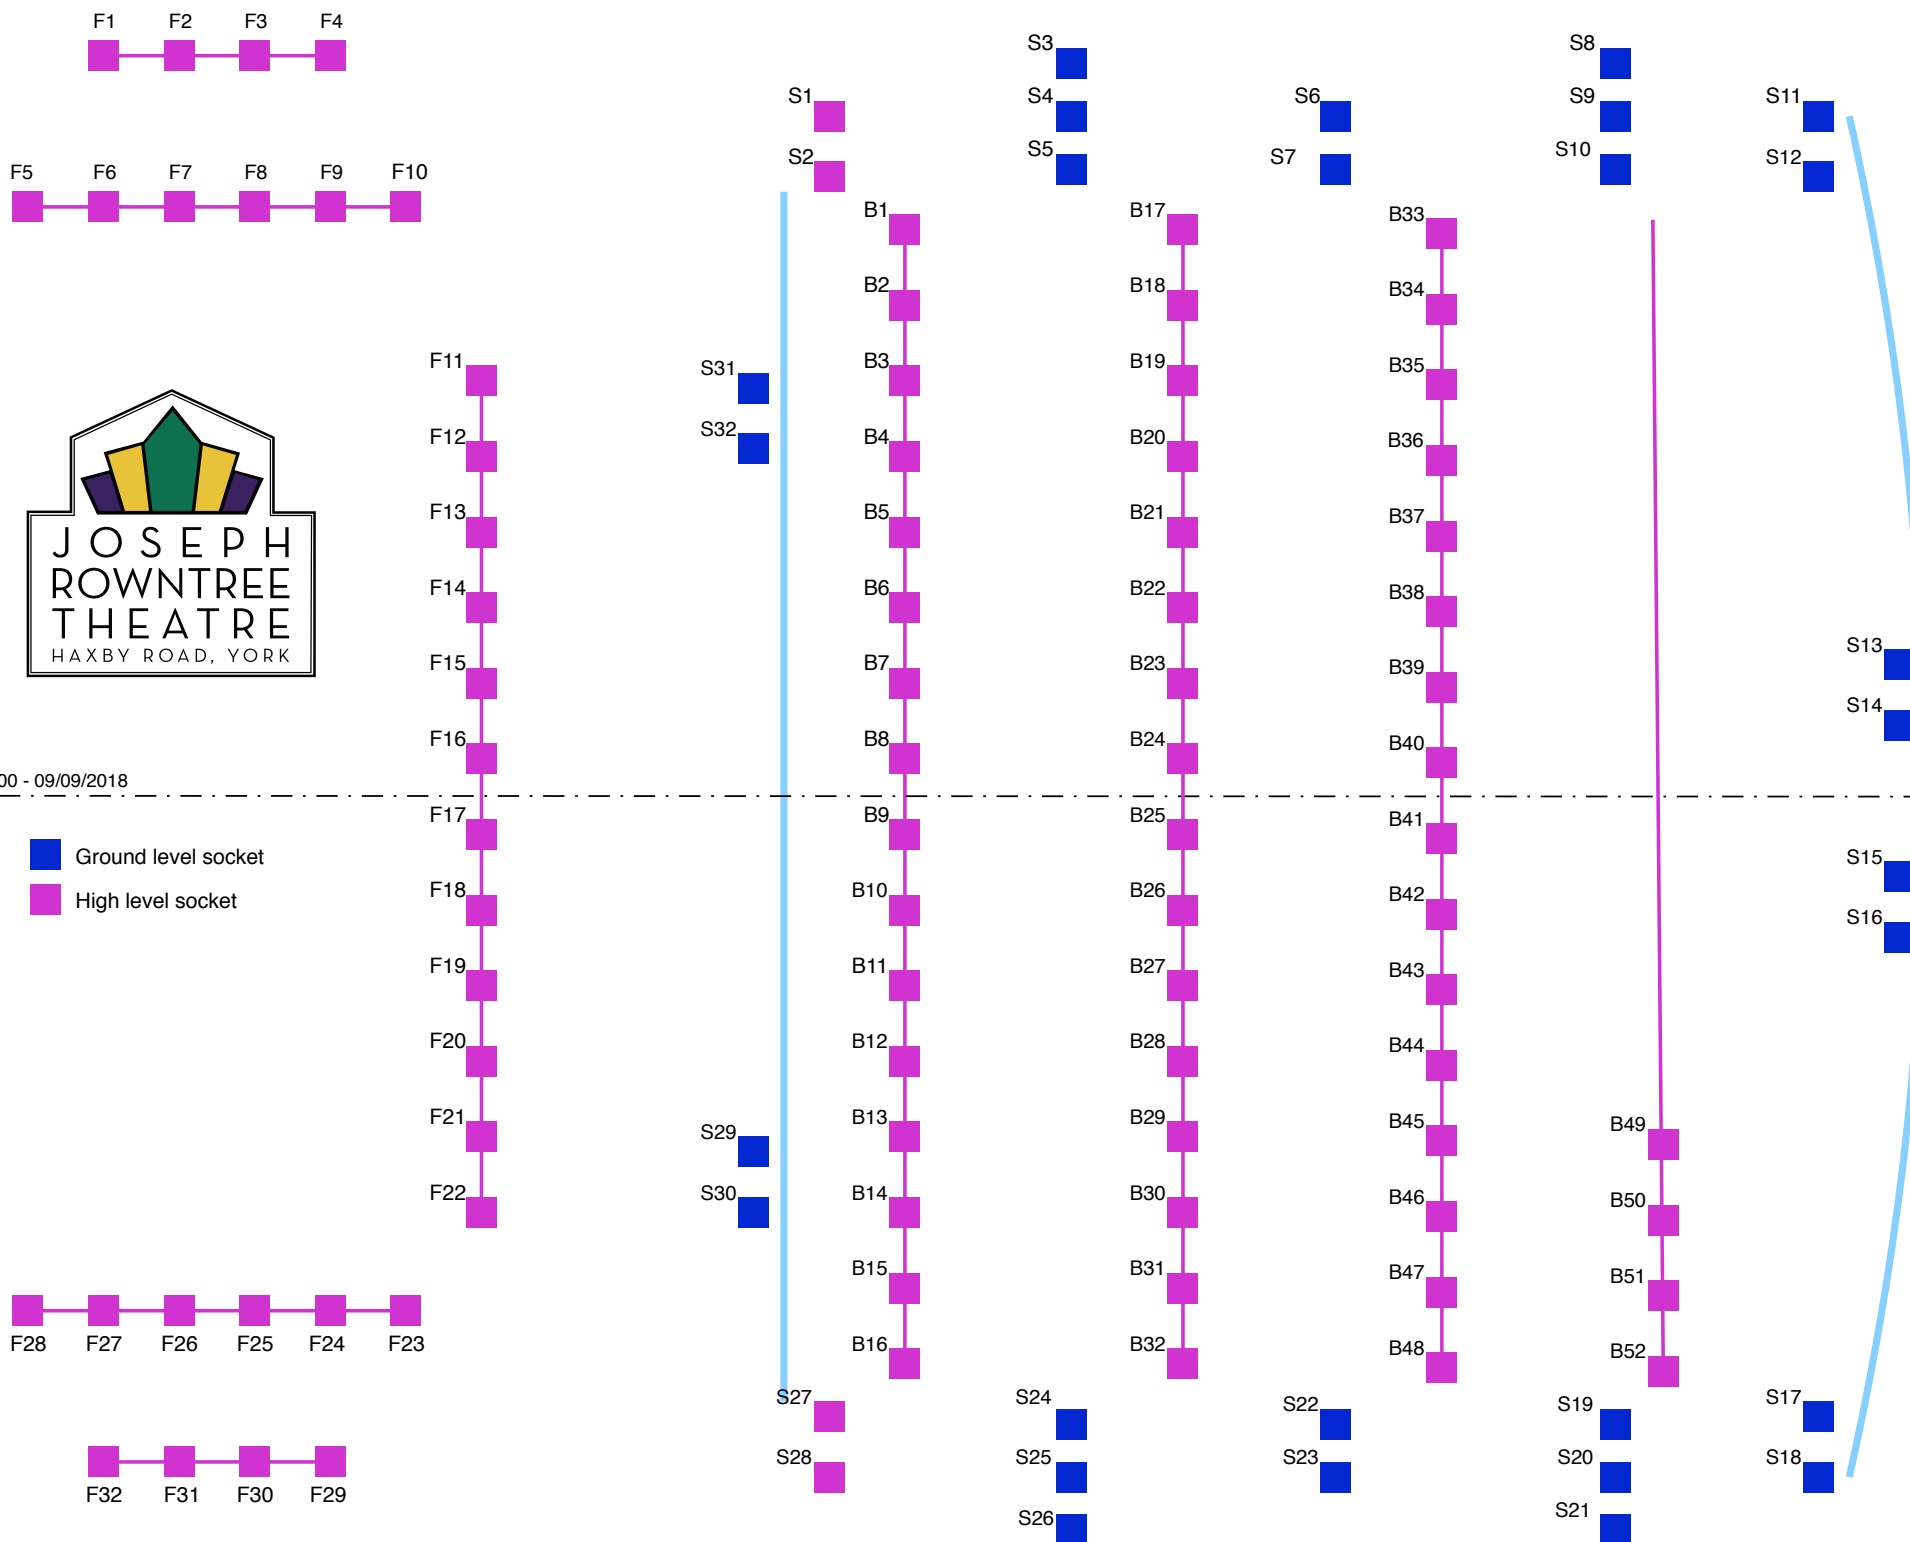 F1 F2 F3 F4
S3 S8
S1 S4 S6 S9 S11
S2 S5 S7 S10 S12
F5 F6 F7 F8 F9 F10
B1 B17 B33
B2 B18 B34
F11 S31 B3 B19 B35
F12 S32 B4 B20 B36
F13 B5 B21 B37
JOSEPH
ROWNTREE
THEATRE
HAXBY ROAD, YORK
F14 B6 B22 B38
F15 B7 B23 B39 S13
F16 B8 B24 B40 S14
00 - 09/09/2018
F17 B9 B25 B41
Ground level socket
S15
High level socket
F18 B10 B26 B42 S16
F19 B11 B27 B43
F20 B12 B28 B44
F21 S29 B13 B29 B45 B49
F22 S30 B14 B30 B46 B50
B15 B31 B47 B51
F28 F27 F26 F25 F24 F23
B16 B32 B48 B52
S27 S24 S22 S19 S17
S28 S25 S23 S20 S18
F32 F31 F30 F29
S26 S21